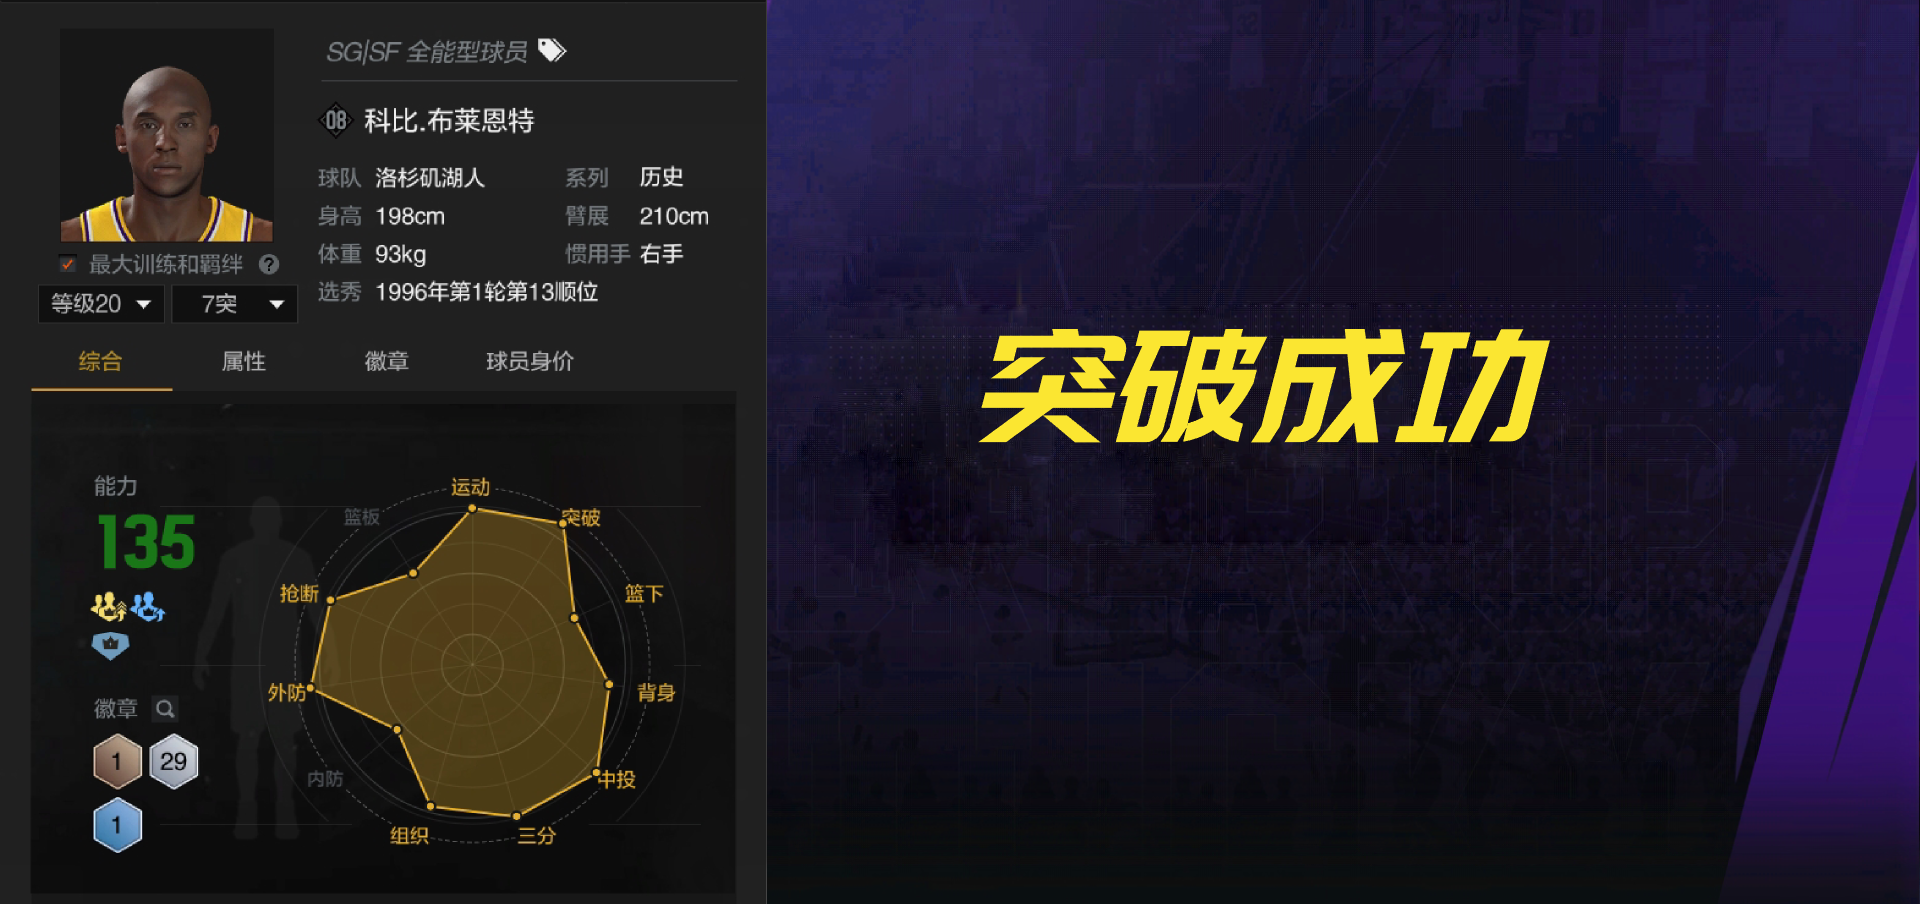 SG|SF 全能型球员
08 科比.布莱恩特
球队 洛杉矶湖人 系列 历史
身高 198cm 臂展 210cm
体重 93kg 惯用手 右手
选秀 1996年第1轮第13顺位
最大训练和羁绊 ?
等级20 7突
综合 属性 徽章 球员身价
能力
135
徽章
1 29
1
运动
突破
篮下
背身
中投
三分
组织
内防
外防
抢断
篮板
突破成功